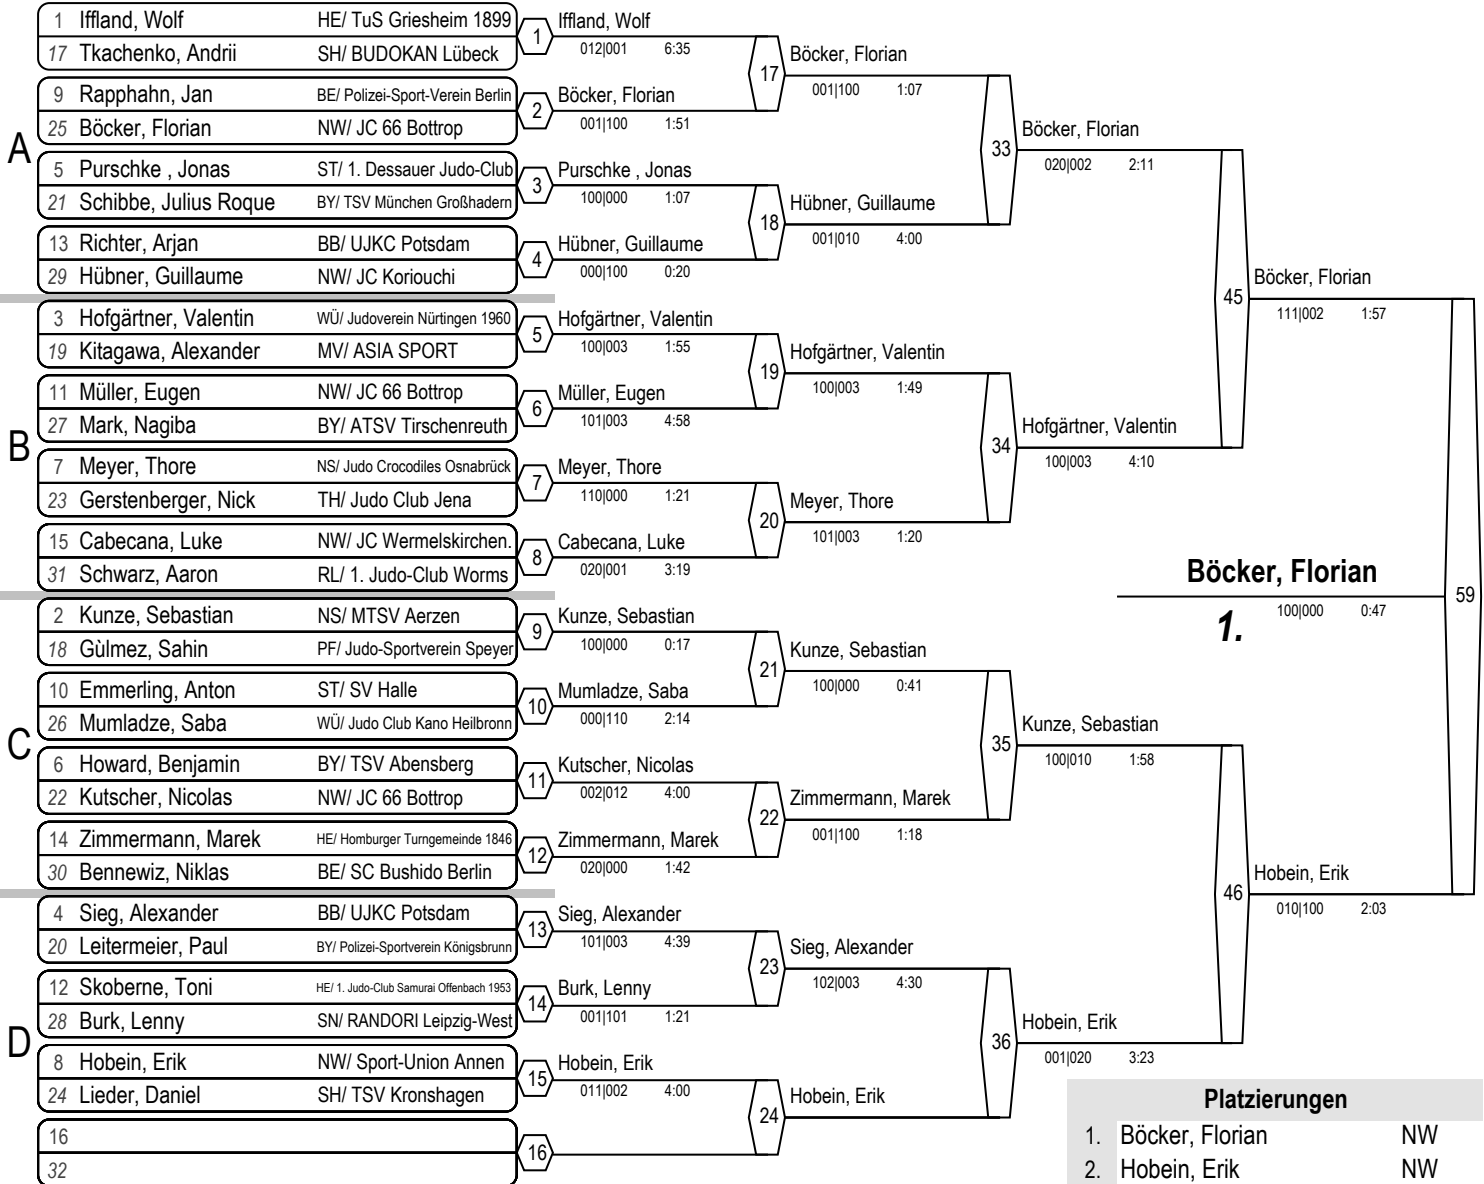 A
1 Iffland, Wolf HE/ TuS Griesheim 1899
17 Tkachenko, Andrii SH/ BUDOKAN Lübeck
9 Rapphahn, Jan BE/ Polizei-Sport-Verein Berlin
25 Böcker, Florian NW/ JC 66 Bottrop
5 Purschke , Jonas ST/ 1. Dessauer Judo-Club
21 Schibbe, Julius Roque BY/ TSV München Großhadern
13 Richter, Arjan BB/ UJKC Potsdam
29 Hübner, Guillaume NW/ JC Koriouchi
B
3 Hofgärtner, Valentin WÜ/ Judoverein Nürtingen 1960
19 Kitagawa, Alexander MV/ ASIA SPORT
11 Müller, Eugen NW/ JC 66 Bottrop
27 Mark, Nagiba BY/ ATSV Tirschenreuth
7 Meyer, Thore NS/ Judo Crocodiles Osnabrück
23 Gerstenberger, Nick TH/ Judo Club Jena
15 Cabecana, Luke NW/ JC Wermelskirchen.
31 Schwarz, Aaron RL/ 1. Judo-Club Worms
C
2 Kunze, Sebastian NS/ MTSV Aerzen
18 Gùlmez, Sahin PF/ Judo-Sportverein Speyer
10 Emmerling, Anton ST/ SV Halle
26 Mumladze, Saba WÜ/ Judo Club Kano Heilbronn
6 Howard, Benjamin BY/ TSV Abensberg
22 Kutscher, Nicolas NW/ JC 66 Bottrop
14 Zimmermann, Marek HE/ Homburger Turngemeinde 1846
30 Bennewiz, Niklas BE/ SC Bushido Berlin
D
4 Sieg, Alexander BB/ UJKC Potsdam
20 Leitermeier, Paul BY/ Polizei-Sportverein Königsbrunn
12 Skoberne, Toni HE/ 1. Judo-Club Samurai Offenbach 1953
28 Burk, Lenny SN/ RANDORI Leipzig-West
8 Hobein, Erik NW/ Sport-Union Annen
24 Lieder, Daniel SH/ TSV Kronshagen
16
32
1 Iffland, Wolf
012|001 6:35
2 Böcker, Florian
001|100 1:51
3 Purschke , Jonas
100|000 1:07
4 Hübner, Guillaume
000|100 0:20
5 Hofgärtner, Valentin
100|003 1:55
6 Müller, Eugen
101|003 4:58
7 Meyer, Thore
110|000 1:21
8 Cabecana, Luke
020|001 3:19
9 Kunze, Sebastian
100|000 0:17
10 Mumladze, Saba
000|110 2:14
11 Kutscher, Nicolas
002|012 4:00
12 Zimmermann, Marek
020|000 1:42
13 Sieg, Alexander
101|003 4:39
14 Burk, Lenny
001|101 1:21
15 Hobein, Erik
011|002 4:00
16
17 Böcker, Florian
001|100 1:07
18 Hübner, Guillaume
001|010 4:00
19 Hofgärtner, Valentin
100|003 1:49
20 Meyer, Thore
101|003 1:20
21 Kunze, Sebastian
100|000 0:41
22 Zimmermann, Marek
001|100 1:18
23 Sieg, Alexander
102|003 4:30
24 Hobein, Erik
33 Böcker, Florian
020|002 2:11
34 Hofgärtner, Valentin
100|003 4:10
35 Kunze, Sebastian
100|010 1:58
36 Hobein, Erik
001|020 3:23
45 Böcker, Florian
111|002 1:57
46 Hobein, Erik
010|100 2:03
59
Böcker, Florian
1. 100|000 0:47
Platzierungen
1. Böcker, Florian NW
2. Hobein, Erik NW